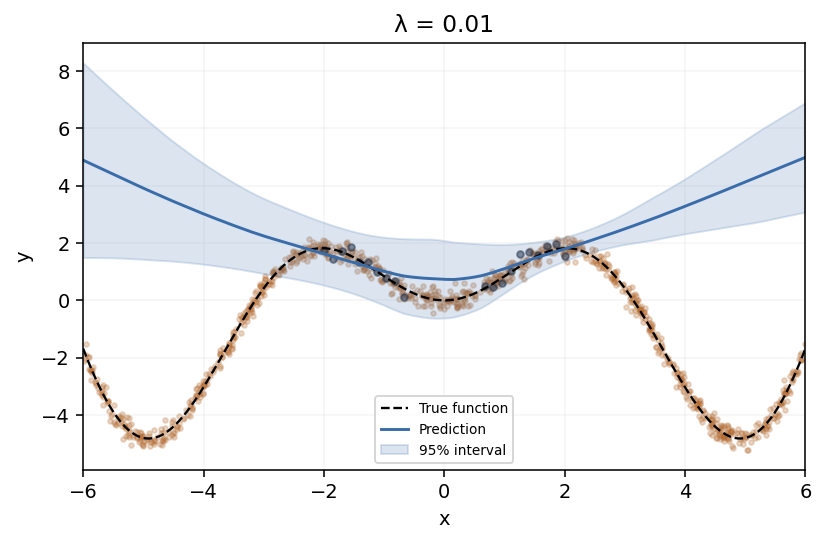 λ = 0.01
y
8
6
4
2
0
−2
−4
True function
Prediction
95% interval
−6 −4 −2 0 2 4 6
x